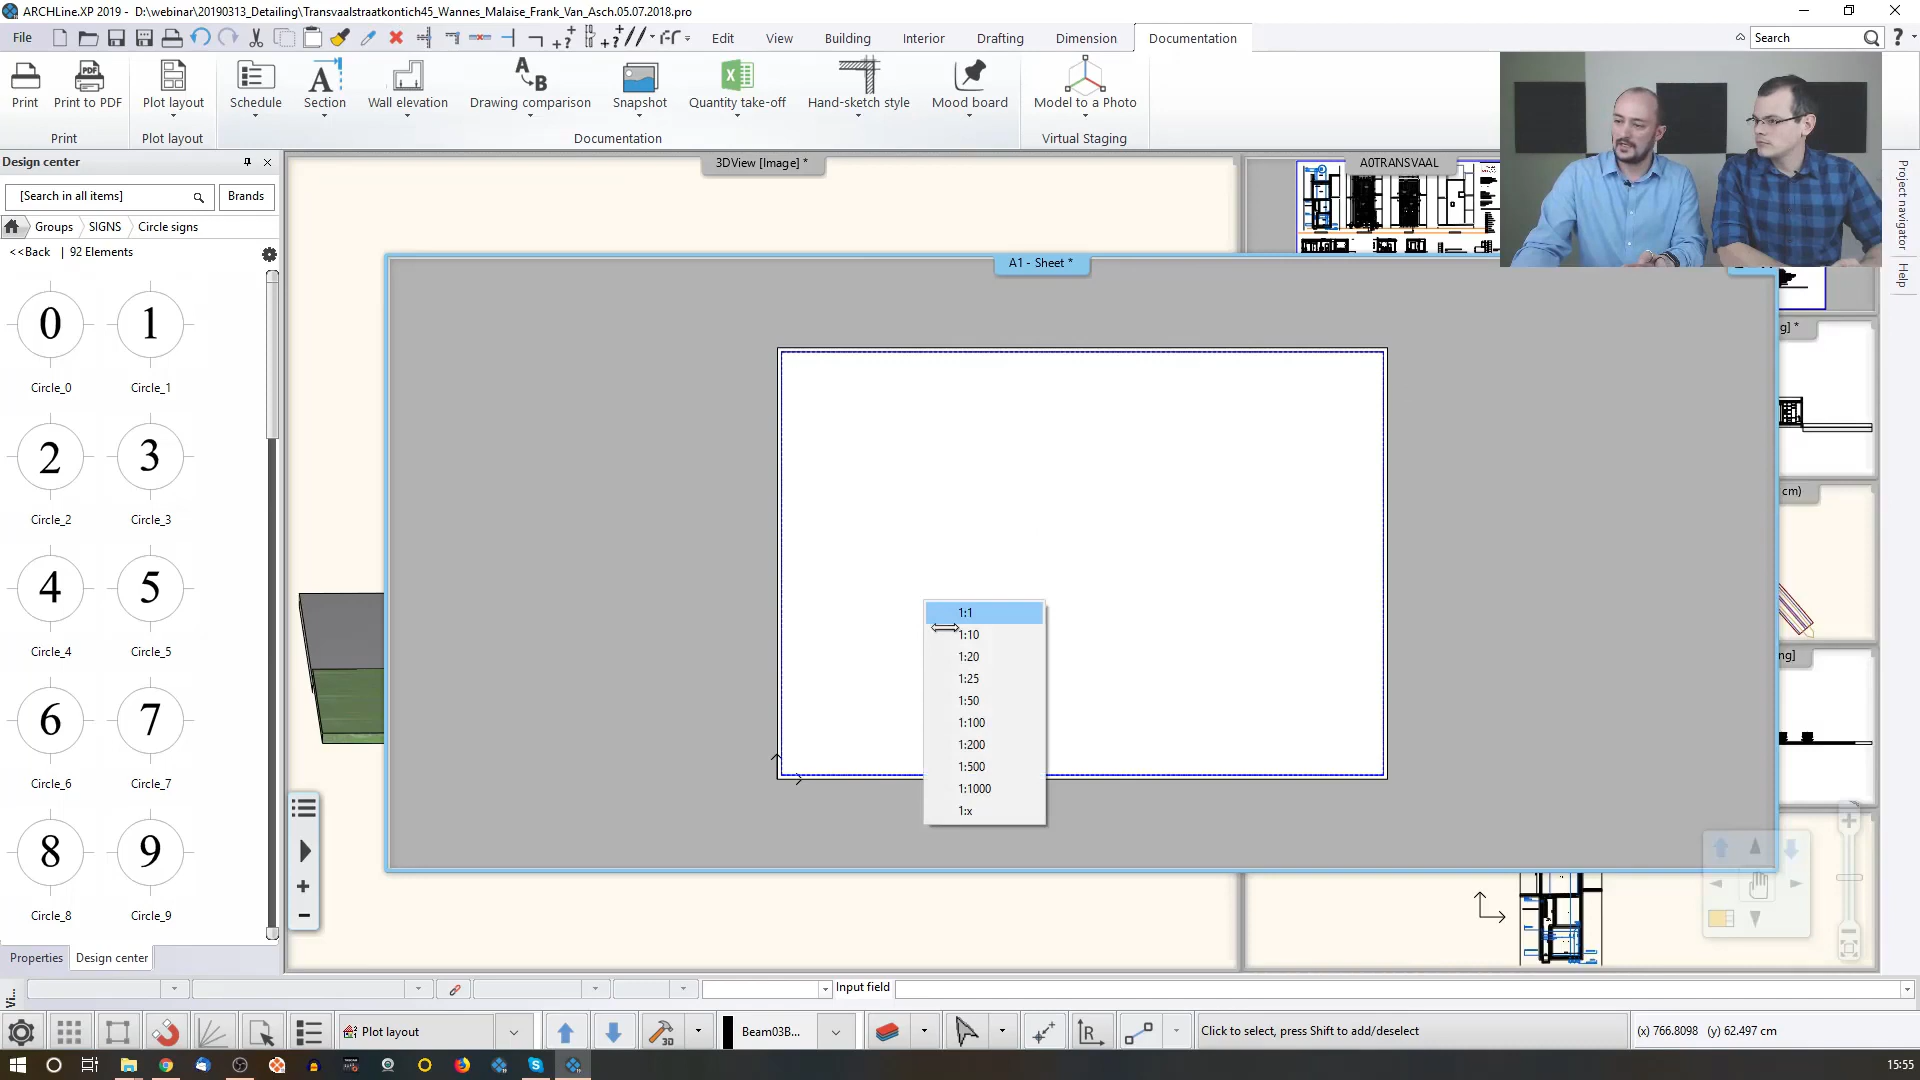 ARCHLine.XP 2019 - D:\webinar\20190313_Detailing\Transvaalstraatkontich45_Wannes_Malaise_Frank_Van_Asch.05.07.2018.pro
File Edit View Building Interior Drafting Dimension Documentation Search ?
Print Print to PDF Plot layout Schedule Section Wall elevation Drawing comparison Snapshot Quantity take-off Hand-sketch style Mood board Model to a Photo
Print Plot layout Documentation Virtual Staging
Design center
[Search in all items] Brands
Groups SIGNS Circle signs
<<Back | 92 Elements
0 1
Circle_0 Circle_1
2 3
Circle_2 Circle_3
4 5
Circle_4 Circle_5
6 7
Circle_6 Circle_7
8 9
Circle_8 Circle_9
Properties Design center
3DView [Image] *
A0TRANSVAAL
A1 - Sheet *
g] *
cm)
ng]
1:1
1:10
1:20
1:25
1:50
1:100
1:200
1:500
1:1000
1:x
Project navigator
Help
Vi...
Input field
Plot layout
3D
Beam03B...
R
Click to select, press Shift to add/deselect
(x) 766.8098 (y) 62.497 cm
15:55